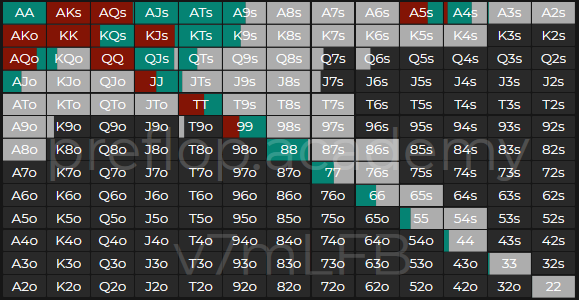 AA AKs AQs AJs ATs A9s A8s A7s A6s A5s A4s A3s A2s
AKo KK KQs KJs KTs K9s K8s K7s K6s K5s K4s K3s K2s
AQo KQo QQ QJs QTs Q9s Q8s Q7s Q6s Q5s Q4s Q3s Q2s
AJo KJo QJo JJ JTs J9s J8s J7s J6s J5s J4s J3s J2s
ATo KTo QTo JTo TT T9s T8s T7s T6s T5s T4s T3s T2s
A9o K9o Q9o J9o T9o 99 98s 97s 96s 95s 94s 93s 92s
A8o K8o Q8o J8o T8o 98o 88 87s 86s 85s 84s 83s 82s
preflop.academy
A7o K7o Q7o J7o T7o 97o 87o 77 76s 75s 74s 73s 72s
A6o K6o Q6o J6o T6o 96o 86o 76o 66 65s 64s 63s 62s
A5o K5o Q5o J5o T5o 95o 85o 75o 65o 55 54s 53s 52s
A4o K4o Q4o J4o T4o 94o 84o 74o 64o 54o 44 43s 42s
v7mLFB
A3o K3o Q3o J3o T3o 93o 83o 73o 63o 53o 43o 33 32s
A2o K2o Q2o J2o T2o 92o 82o 72o 62o 52o 42o 32o 22